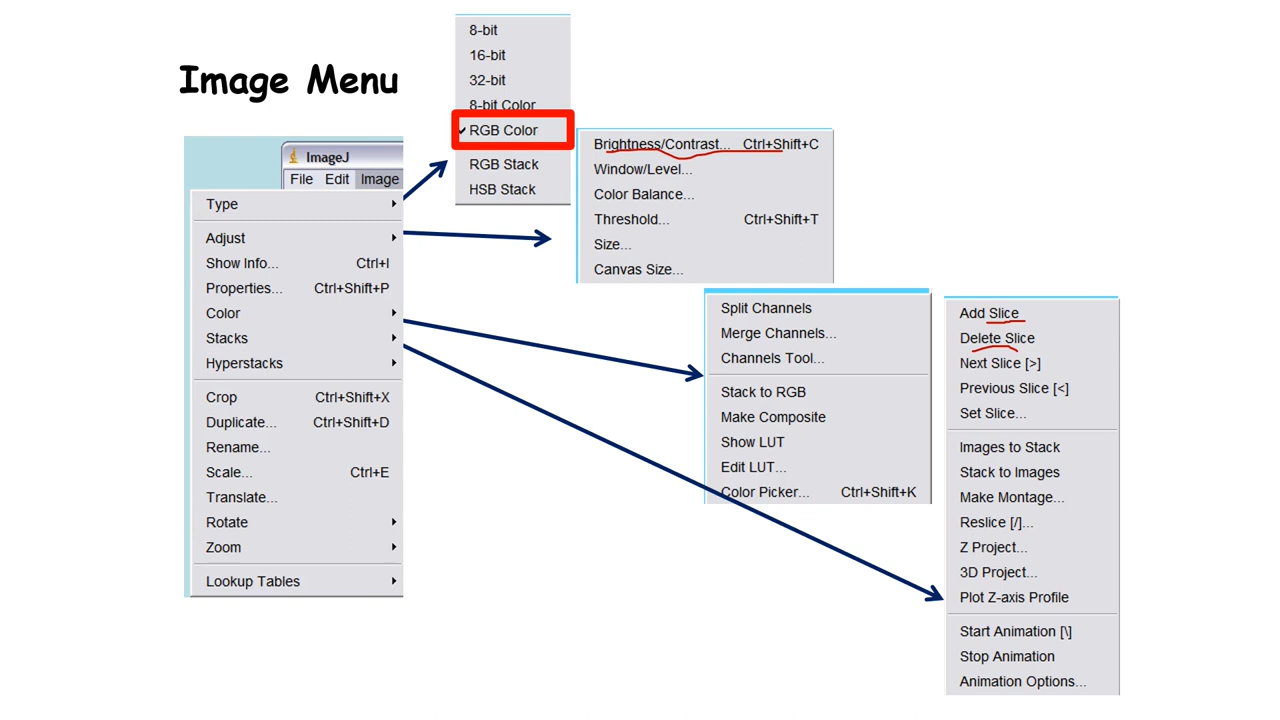 Image Menu
ImageJ
File Edit Image
Type
Adjust
Show Info... Ctrl+I
Properties... Ctrl+Shift+P
Color
Stacks
Hyperstacks
Crop Ctrl+Shift+X
Duplicate... Ctrl+Shift+D
Rename...
Scale... Ctrl+E
Translate...
Rotate
Zoom
Lookup Tables
8-bit
16-bit
32-bit
8-bit Color
RGB Color
RGB Stack
HSB Stack
Brightness/Contrast... Ctrl+Shift+C
Window/Level...
Color Balance...
Threshold... Ctrl+Shift+T
Size...
Canvas Size...
Split Channels
Merge Channels...
Channels Tool...
Stack to RGB
Make Composite
Show LUT
Edit LUT...
Color Picker... Ctrl+Shift+K
Add Slice
Delete Slice
Next Slice [>]
Previous Slice [<]
Set Slice...
Images to Stack
Stack to Images
Make Montage...
Reslice [/]...
Z Project...
3D Project...
Plot Z-axis Profile
Start Animation [\]
Stop Animation
Animation Options...